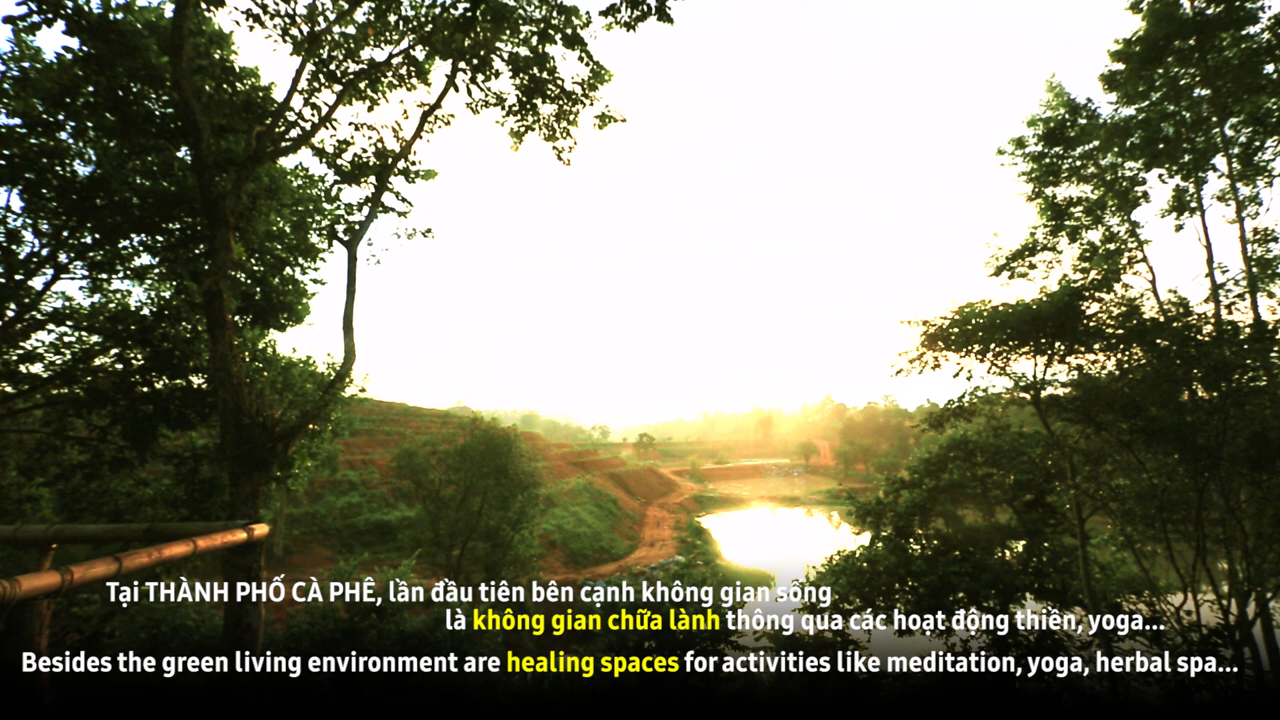 Tại THÀNH PHỐ CÀ PHÊ, lần đầu tiên bên cạnh không gian sống
là không gian chữa lành thông qua các hoạt động thiền, yoga...
Besides the green living environment are healing spaces for activities like meditation, yoga, herbal spa...